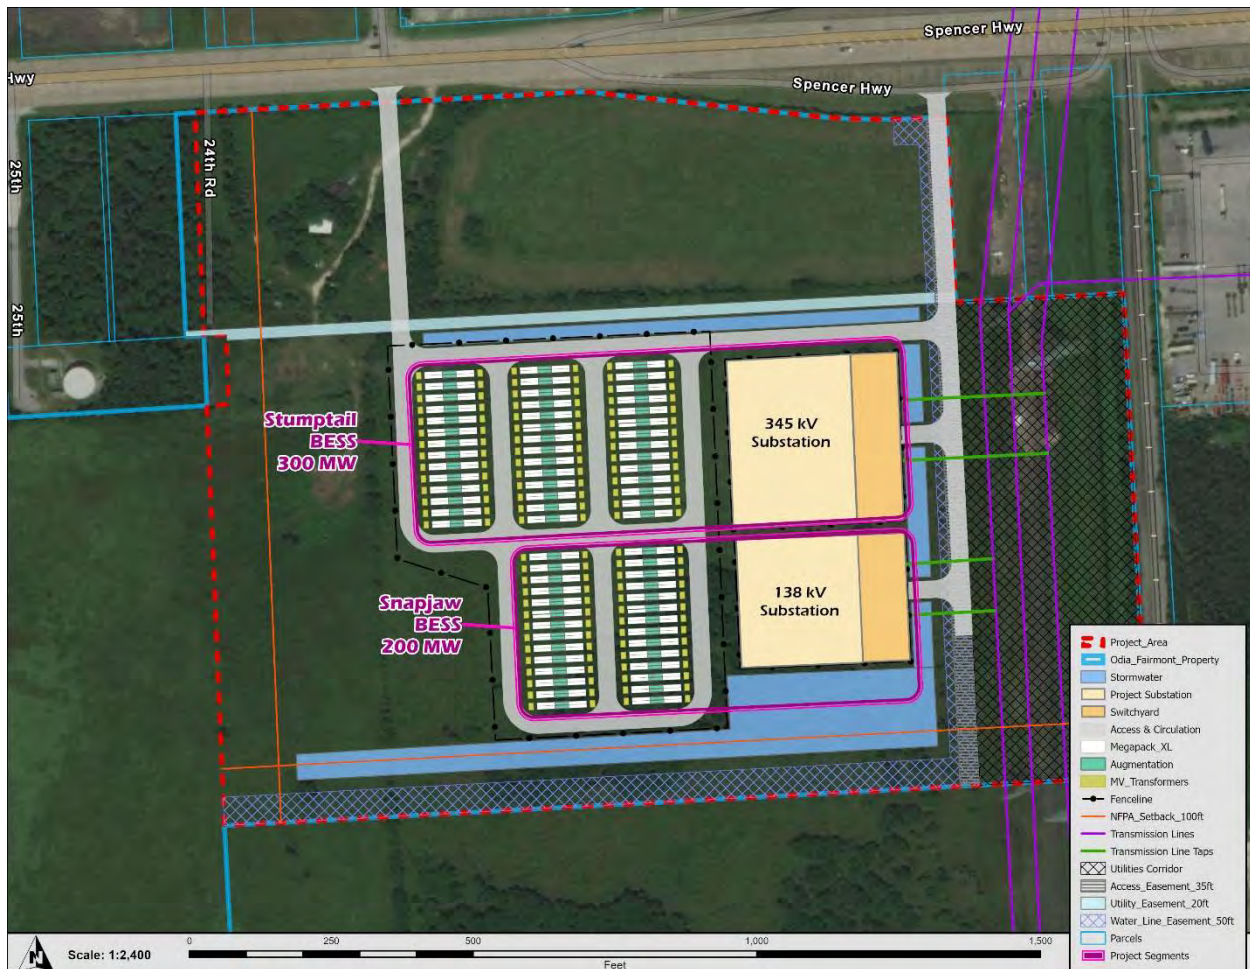 Spencer Hwy
Hwy
Spencer Hwy
24th Rd
25th
25th
Stumptail
BESS
300 MW
345 kV
Substation
Snapjaw
BESS
200 MW
138 kV
Substation
Project_Area
Odia_Fairmont_Property
Stormwater
Project Substation
Switchyard
Access & Circulation
Megapack_XL
Augmentation
MV_Transformers
Fenceline
NFPA_Setback_100ft
Transmission Lines
Transmission Line Taps
Utilities Corridor
Access_Easement_35ft
Utility_Easement_20ft
Water_Line_Easement_50ft
Parcels
Project Segments
N
Scale: 1:2,400
0 250 500 1,000 1,500
Feet